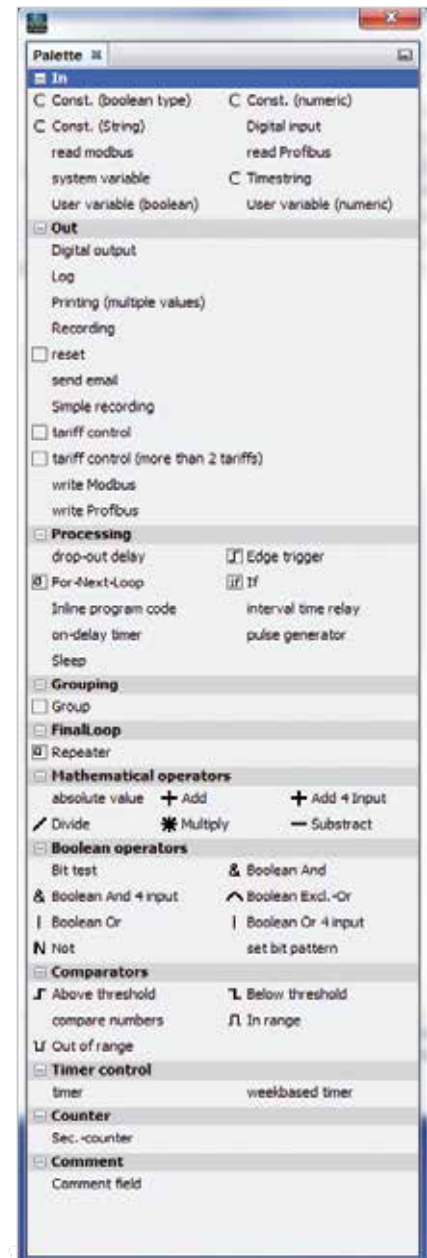 Palette
In
C Const. (boolean type) C Const. (numeric)
C Const. (String) Digital input
read modbus read Profbus
system variable C Timestring
User variable (boolean) User variable (numeric)
Out
Digital output
Log
Printing (multiple values)
Recording
reset
send email
Simple recording
tariff control
tariff control (more than 2 tariffs)
write Modbus
write Profbus
Processing
drop-out delay Edge trigger
For-Next-Loop if If
Inline program code interval time relay
on-delay timer pulse generator
Sleep
Grouping
Group
FinalLoop
Repeater
Mathematical operators
absolute value + Add + Add 4 Input
/ Divide ✱ Multiply — Substract
Boolean operators
Bit test & Boolean And
& Boolean And 4 input Boolean Excl.-Or
| Boolean Or | Boolean Or 4 input
N Not set bit pattern
Comparators
Above threshold Below threshold
compare numbers In range
Out of range
Timer control
timer weekbased timer
Counter
Sec.-counter
Comment
Comment field